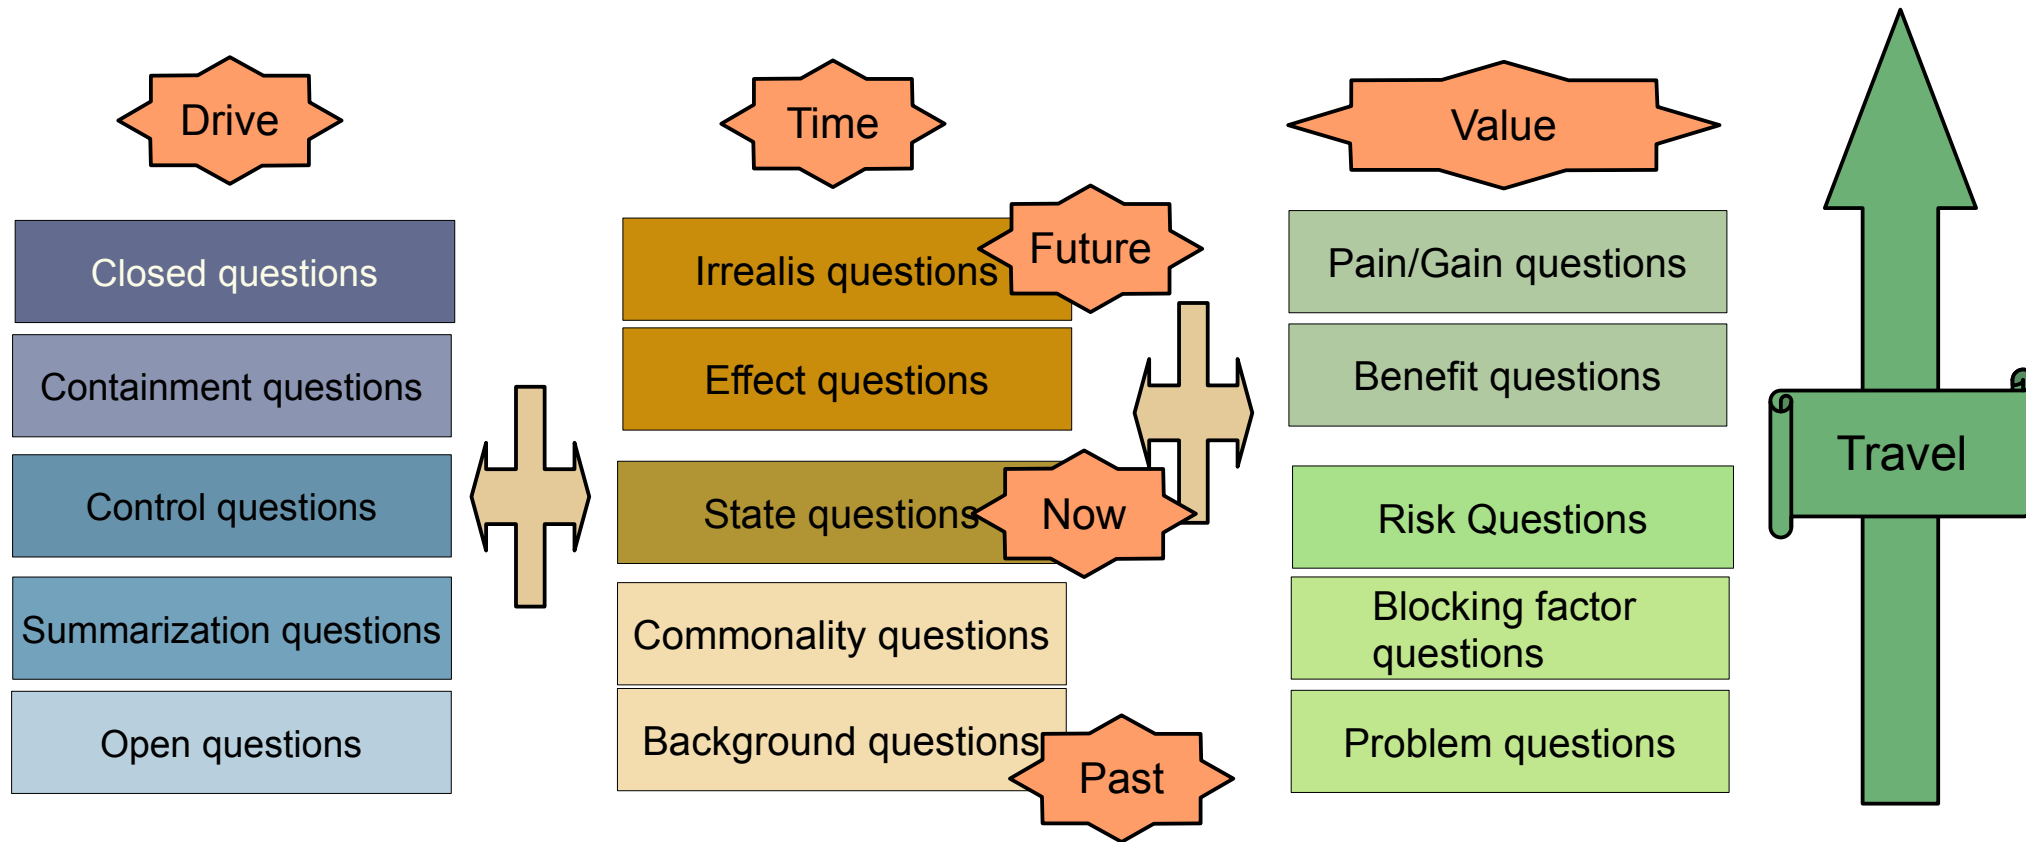 Drive
Closed questions
Containment questions
Control questions
Summarization questions
Open questions
Time
Future
Irrealis questions
Effect questions
State questions
Now
Commonality questions
Background questions
Past
Value
Pain/Gain questions
Benefit questions
Risk Questions
Blocking factor
questions
Problem questions
Travel